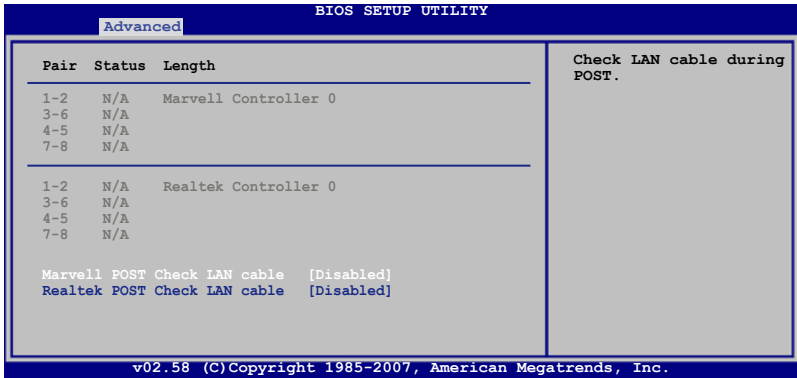 BIOS SETUP UTILITY
Advanced
Pair Status Length
1-2 N/A Marvell Controller 0
3-6 N/A
4-5 N/A
7-8 N/A
1-2 N/A Realtek Controller 0
3-6 N/A
4-5 N/A
7-8 N/A
Marvell POST Check LAN cable [Disabled]
Realtek POST Check LAN cable [Disabled]
Check LAN cable during
POST.
v02.58 (C)Copyright 1985-2007, American Megatrends, Inc.